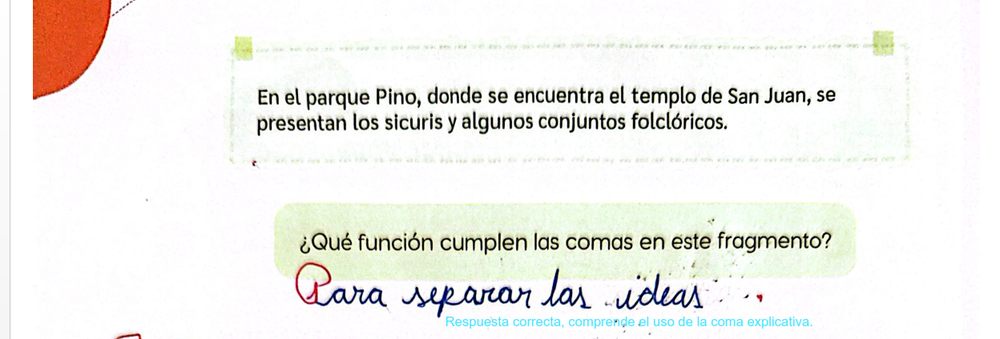 En el parque Pino, donde se encuentra el templo de San Juan, se
presentan los sicuris y algunos conjuntos folclóricos.
¿Qué función cumplen las comas en este fragmento?
Para separar las ideas.
Respuesta correcta, comprende el uso de la coma explicativa.